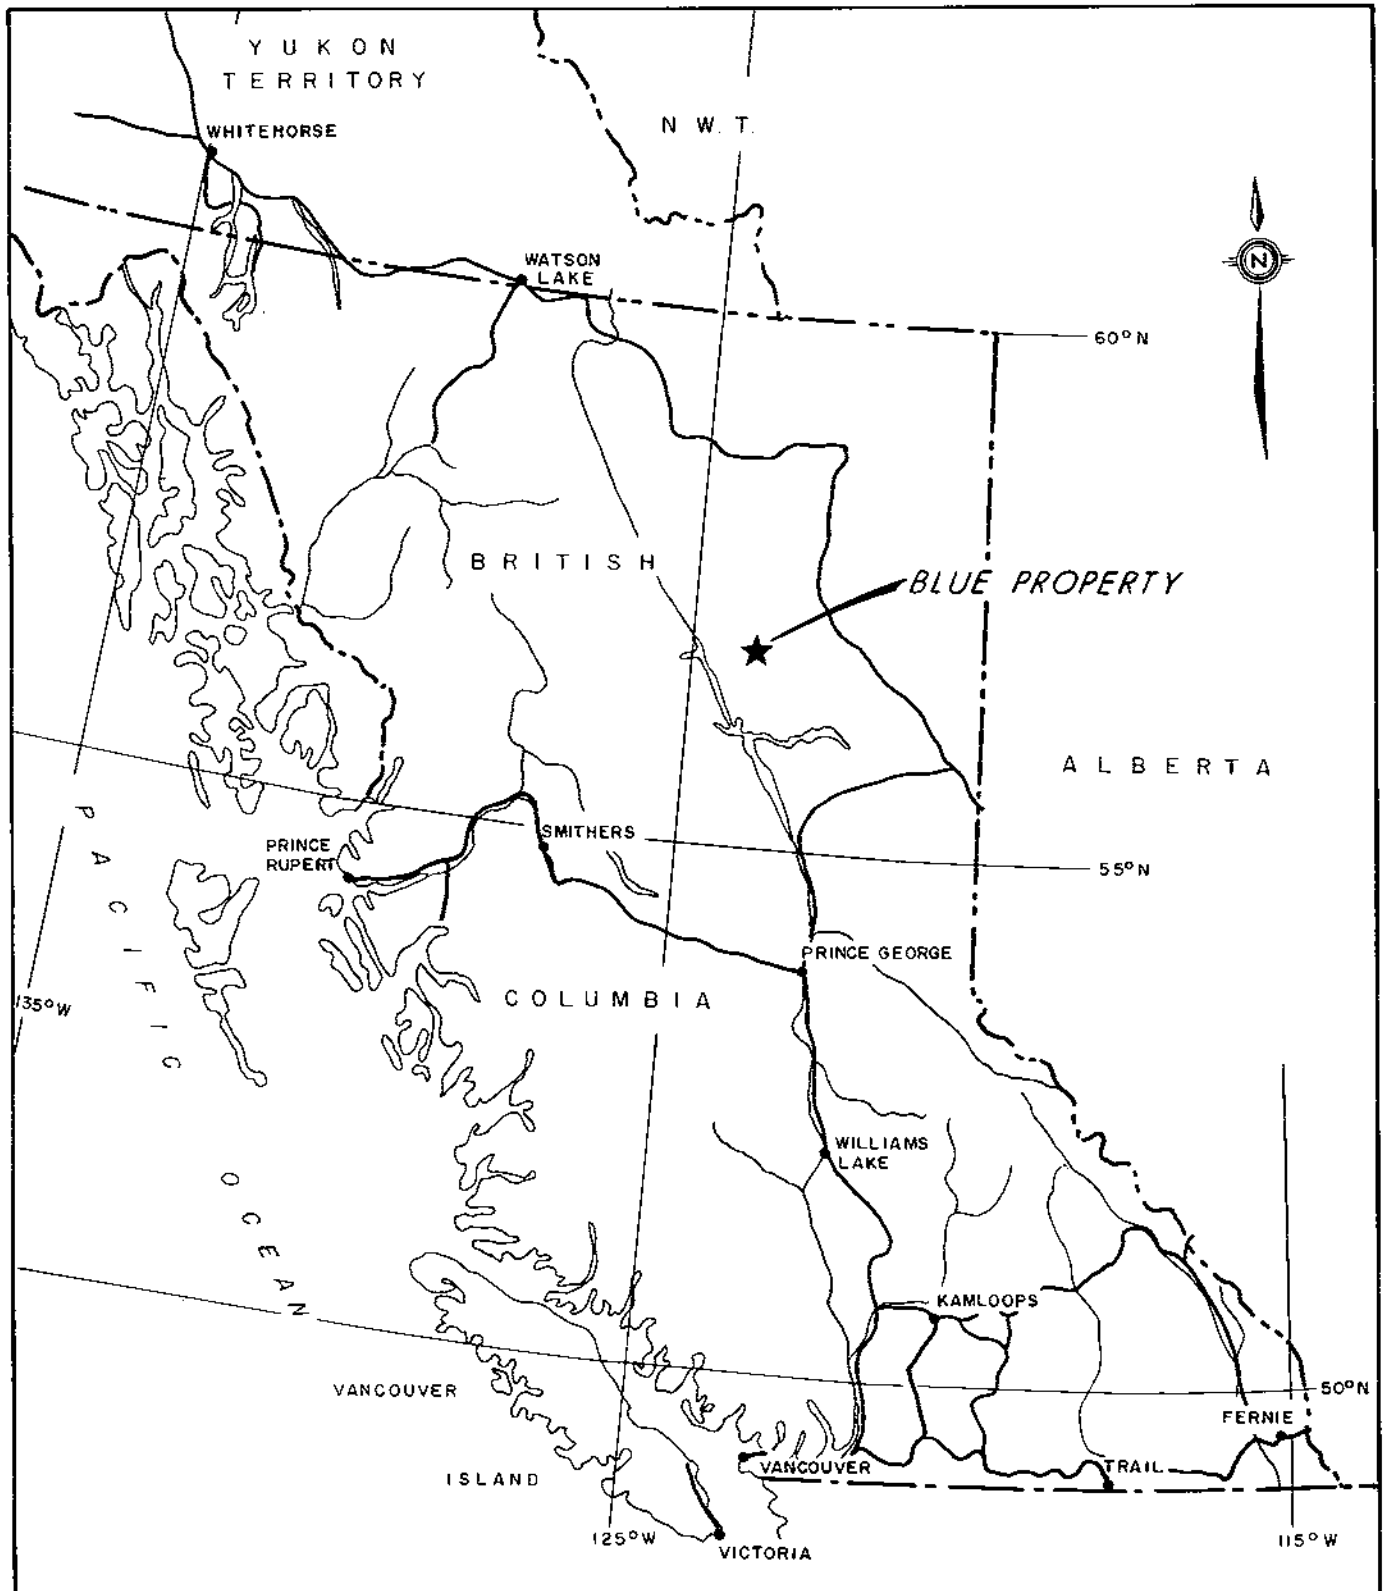 YUKON
TERRITORY
N. W. T.
WHITEHORSE
N
WATSON
LAKE
60°N
BRITISH
BLUE PROPERTY
ALBERTA
PACIFIC
SMITHERS
PRINCE
RUPERT
55°N
PRINCE GEORGE
COLUMBIA
135°W
WILLIAMS
LAKE
OCEAN
KAMLOOPS
VANCOUVER
50°N
FERNIE
ISLAND
VANCOUVER
TRAIL
125°W
VICTORIA
115°W